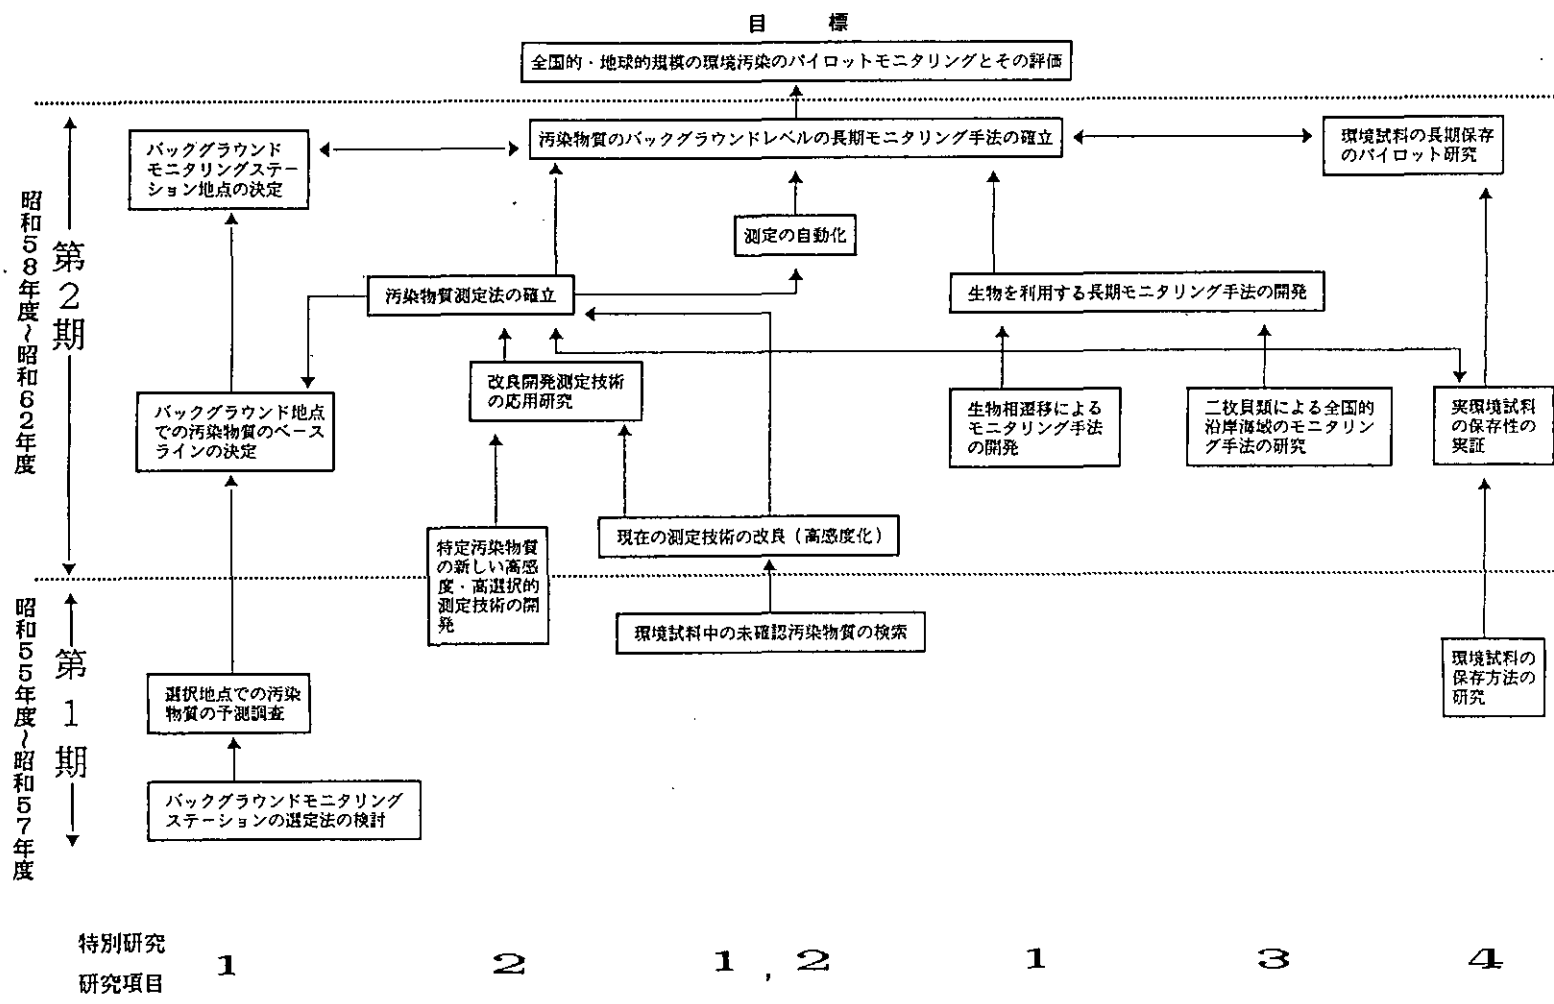 目　標
全国的・地球的規模の環境汚染のパイロットモニタリングとその評価
バックグラウンド
モニタリングステー
ション地点の決定
汚染物質のバックグラウンドレベルの長期モニタリング手法の確立
環境試料の長期保存
のパイロット研究
昭和58年度〜昭和62年度
第2期
測定の自動化
汚染物質測定法の確立
生物を利用する長期モニタリング手法の開発
改良開発測定技術
の応用研究
バックグラウンド地点
での汚染物質のベース
ラインの決定
生物相遷移による
モニタリング手法
の開発
二枚貝類による全国的
沿岸海域のモニタリン
グ手法の研究
実環境試料
の保存性の
実証
特定汚染物質
の新しい高感
度・高選択的
測定技術の開
発
現在の測定技術の改良（高感度化）
昭和55年度〜昭和57年度
第1期
環境試料中の未確認汚染物質の検索
環境試料の
保存方法の
研究
選択地点での汚染
物質の予測調査
バックグラウンドモニタリング
ステーションの選定法の検討
特別研究
研究項目
1 2 1,2 1 3 4